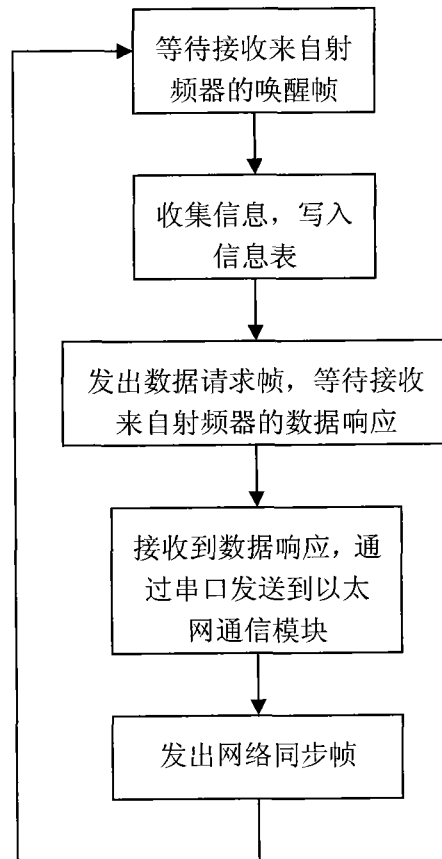 等待接收来自射
频器的唤醒帧
收集信息，写入
信息表
发出数据请求帧，等待接收
来自射频器的数据响应
接收到数据响应，通
过串口发送到以太
网通信模块
发出网络同步帧